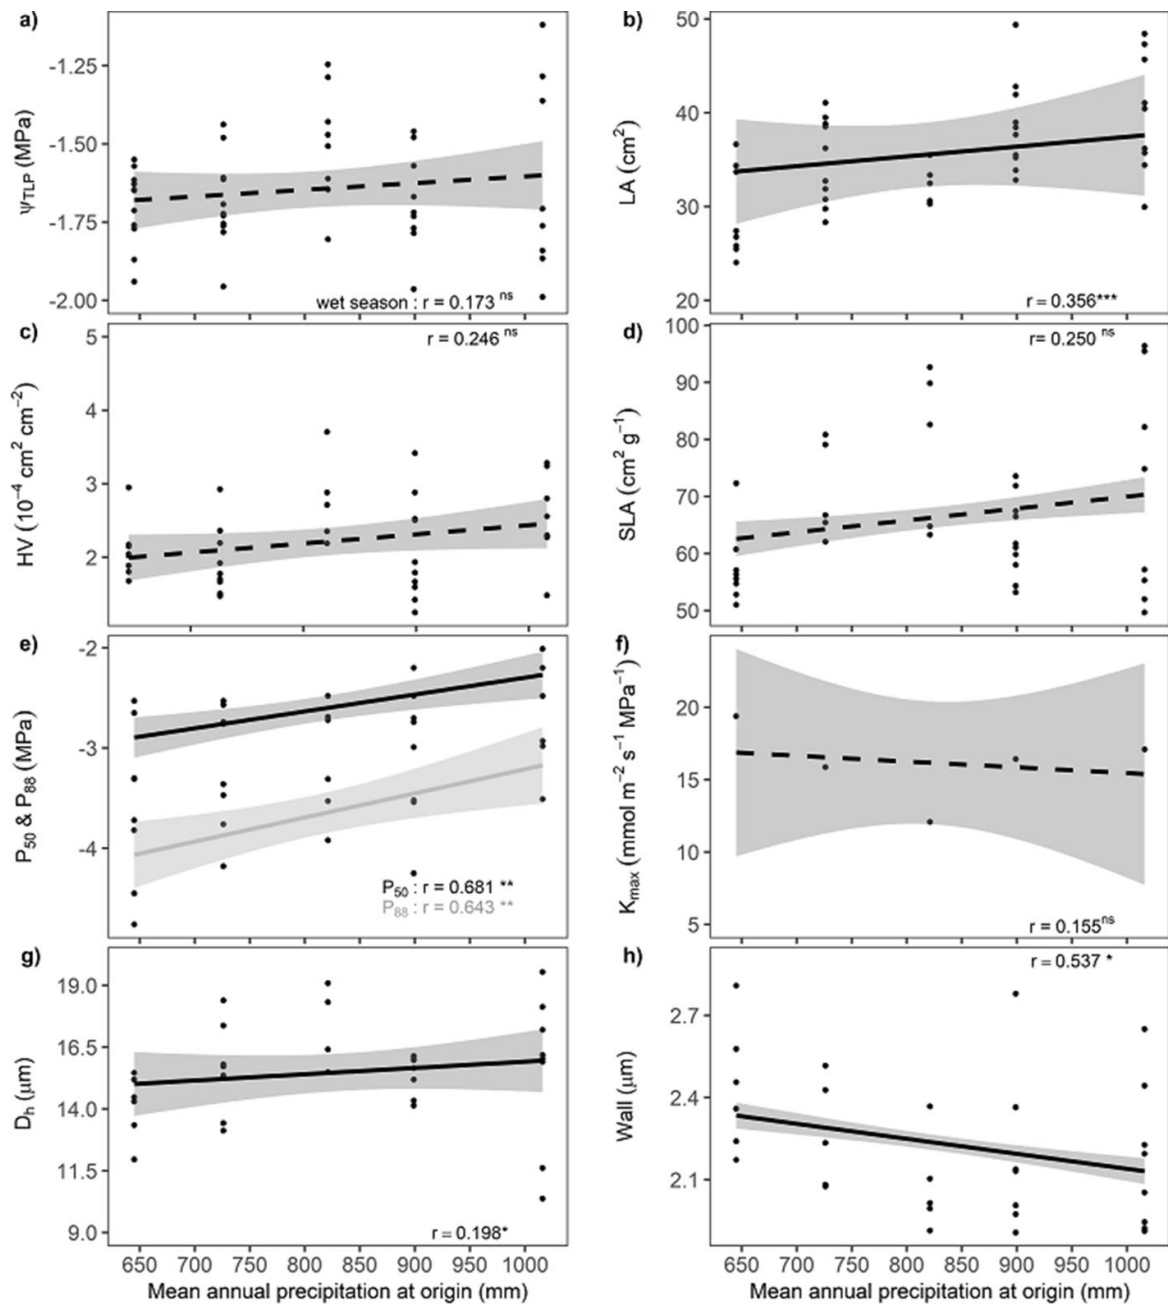 a)
-1.25
-1.50
-1.75
-2.00
ΨTLP (MPa)
wet season : r = 0.173 ns
b)
50
40
30
20
LA (cm²)
r = 0.356***
c)
5
4
3
2
HV (10⁻⁴ cm² cm⁻²)
r = 0.246 ns
d)
100
90
80
70
60
50
SLA (cm² g⁻¹)
r= 0.250 ns
e)
-2
-3
-4
P₅₀ & P₈₈ (MPa)
P₅₀ : r = 0.681 **
P₈₈ : r = 0.643 **
f)
20
15
10
5
Kmax (mmol m⁻² s⁻¹ MPa⁻¹)
r = 0.155ns
g)
19.0
16.5
14.0
11.5
9.0
Dh (μm)
r = 0.198*
650 700 750 800 850 900 950 1000
Mean annual precipitation at origin (mm)
h)
2.7
2.4
2.1
Wall (μm)
r = 0.537 *
650 700 750 800 850 900 950 1000
Mean annual precipitation at origin (mm)